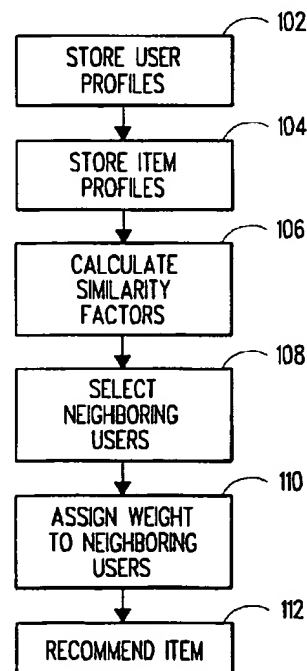 102
STORE USER
PROFILES
104
STORE ITEM
PROFILES
106
CALCULATE
SIMILARITY
FACTORS
108
SELECT
NEIGHBORING
USERS
110
ASSIGN WEIGHT
TO NEIGHBORING
USERS
112
RECOMMEND ITEM